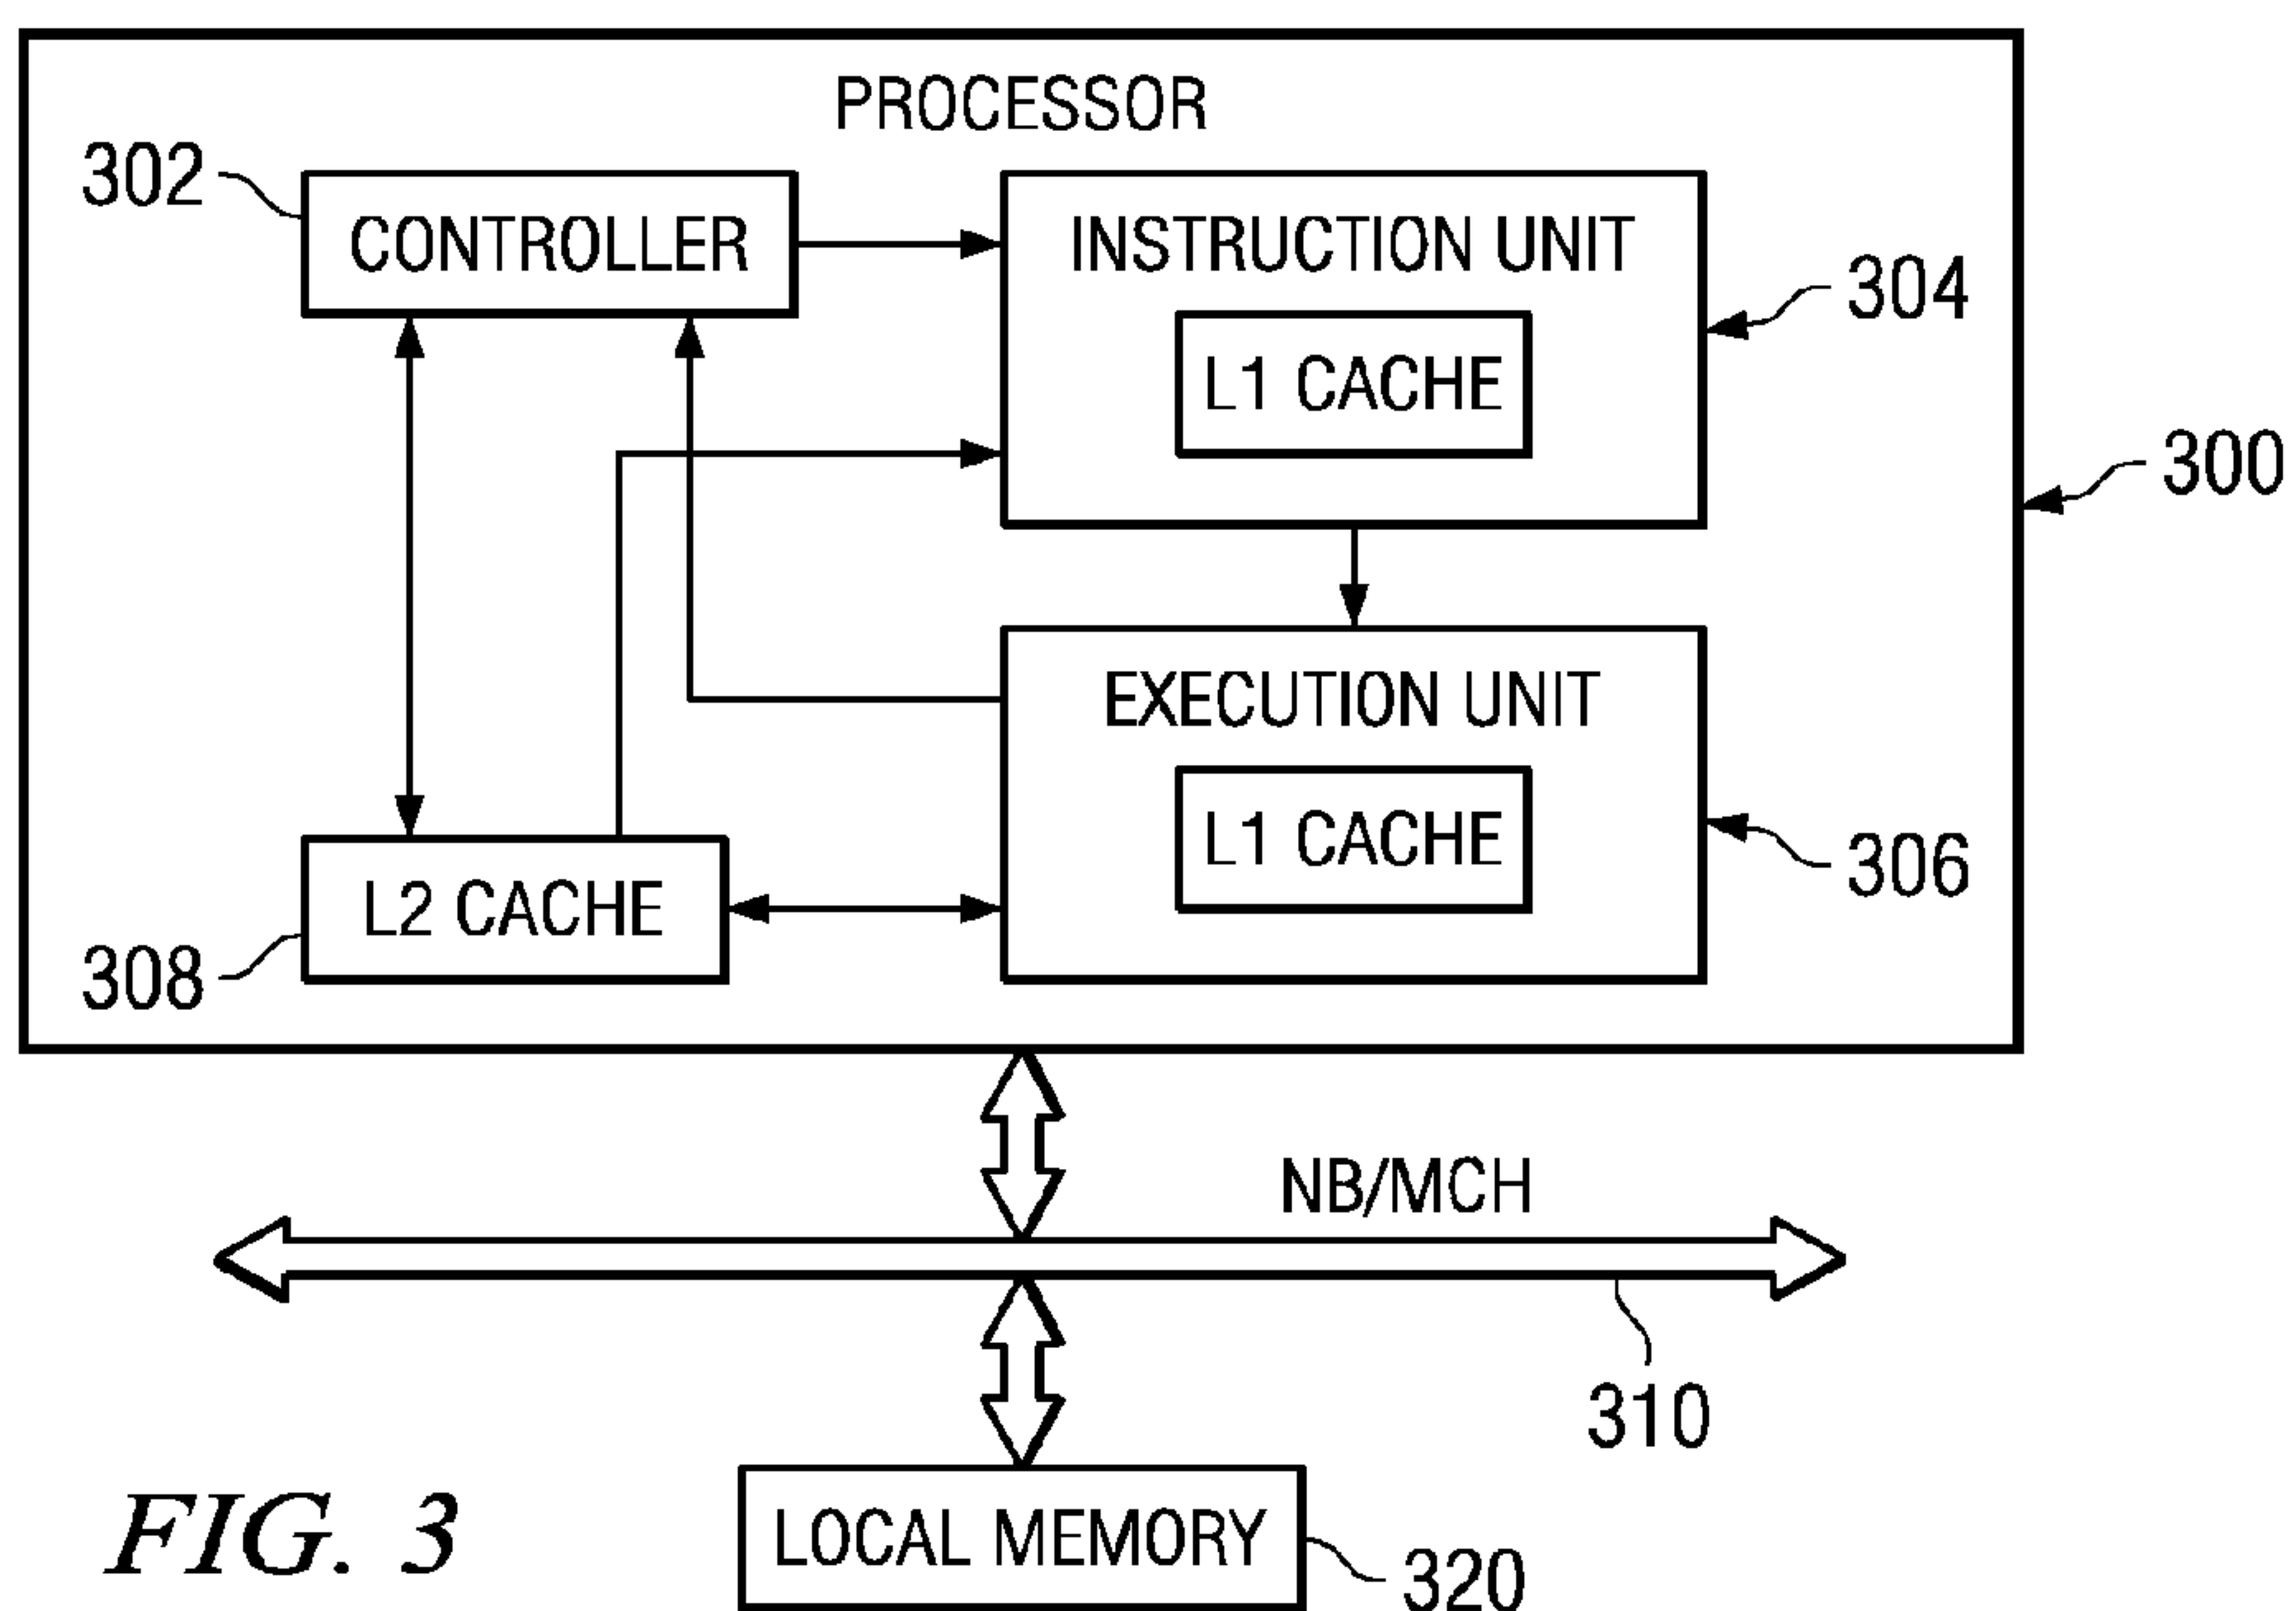 PROCESSOR
302
CONTROLLER
INSTRUCTION UNIT
304
L1 CACHE
300
EXECUTION UNIT
L1 CACHE
306
L2 CACHE
308
NB/MCH
310
LOCAL MEMORY
320
FIG. 3